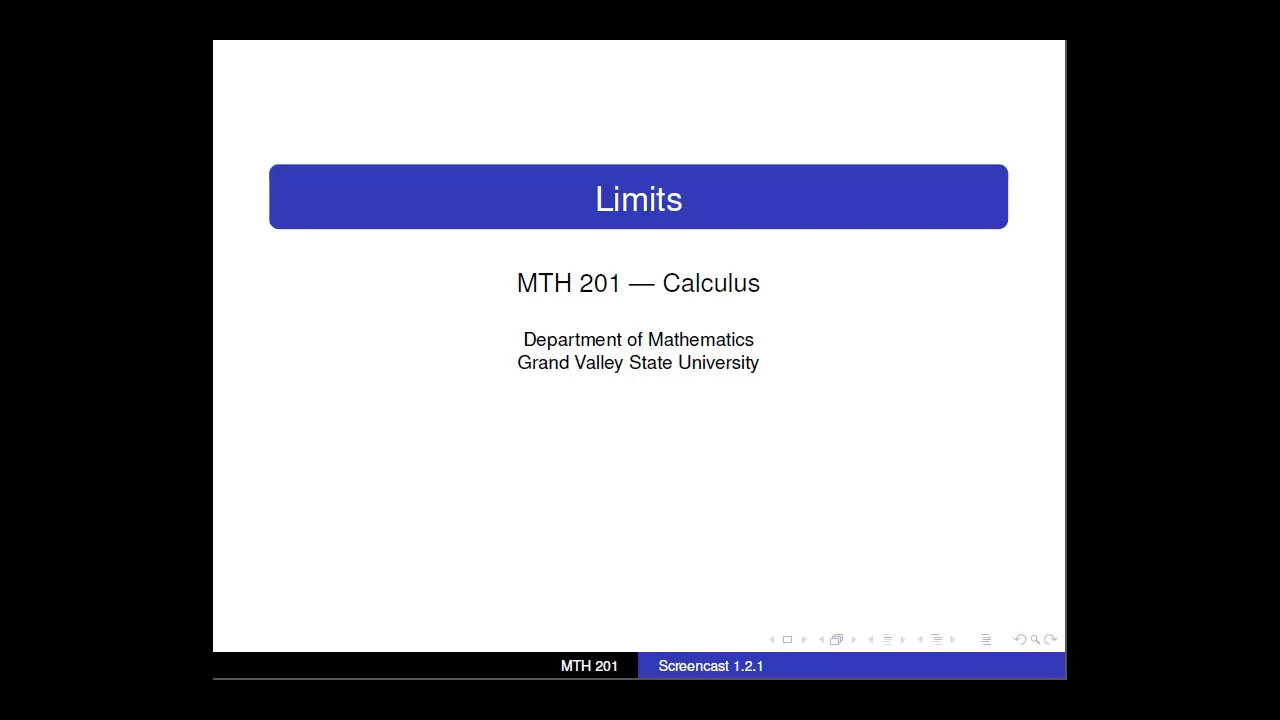 Limits
MTH 201 — Calculus
Department of Mathematics
Grand Valley State University
MTH 201
Screencast 1.2.1